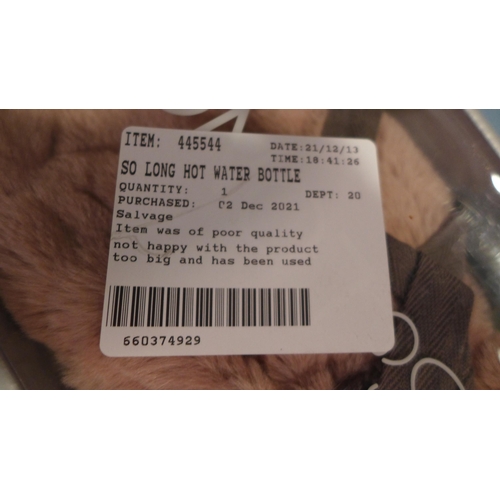 ITEM: 445544
DATE:21/12/13
TIME:18:41:26
SO LONG HOT WATER BOTTLE
QUANTITY: 1 DEPT: 20
PURCHASED: 02 Dec 2021
Salvage
Item was of poor quality
not happy with the product
too big and has been used
660374929